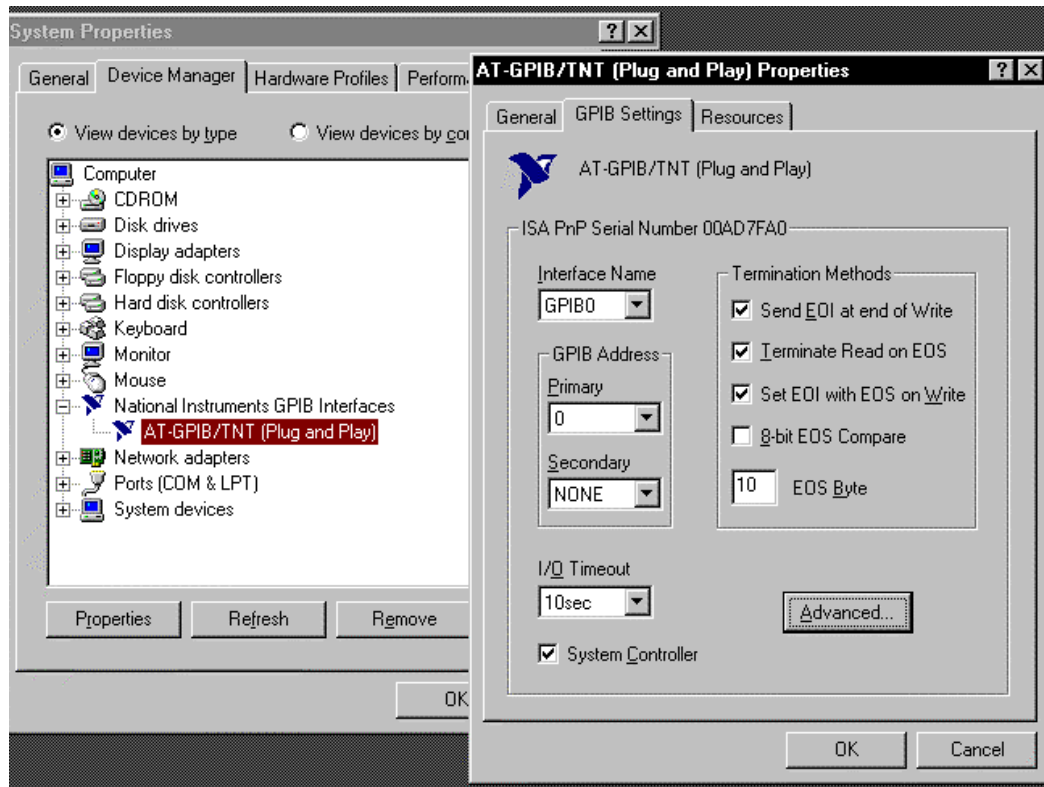 System Properties
General
Device Manager
Hardware Profiles
Perform
View devices by type
View devices by co
Computer
CDROM
Disk drives
Display adapters
Floppy disk controllers
Hard disk controllers
Keyboard
Monitor
Mouse
National Instruments GPIB Interfaces
AT-GPIB/TNT (Plug and Play)
Network adapters
Ports (COM & LPT)
System devices
Properties
Refresh
Remove
OK
AT-GPIB/TNT (Plug and Play) Properties
General
GPIB Settings
Resources
AT-GPIB/TNT (Plug and Play)
ISA PnP Serial Number 00AD7FA0
Interface Name
GPIB0
GPIB Address
Primary
0
Secondary
NONE
I/O Timeout
10sec
System Controller
Termination Methods
Send EOI at end of Write
Terminate Read on EOS
Set EOI with EOS on Write
8-bit EOS Compare
10 EOS Byte
Advanced...
OK
Cancel